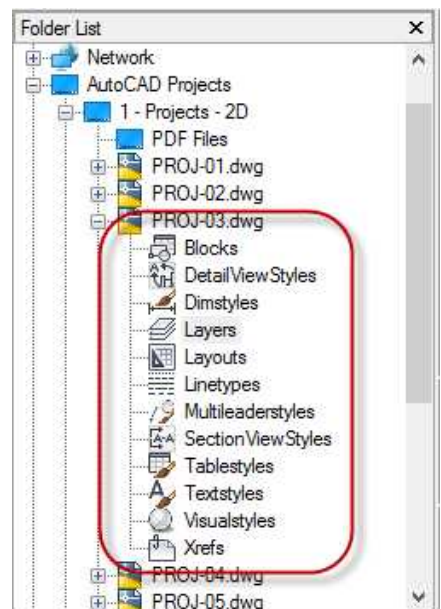 Folder List
Network
AutoCAD Projects
1 - Projects - 2D
PDF Files
PROJ-01.dwg
PROJ-02.dwg
PROJ-03.dwg
Blocks
DetailViewStyles
Dimstyles
Layers
Layouts
Linetypes
Multileaderstyles
SectionViewStyles
Tablestyles
Textstyles
Visualstyles
Xrefs
PROJ-04.dwg
PROJ-05.dwg